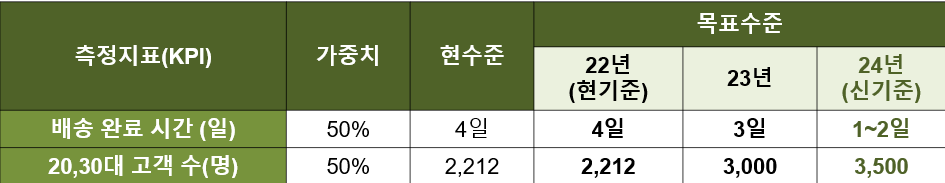 측정지표(KPI) 가중치 현수준 목표수준
22년 (현기준) 23년 24년 (신기준)
배송 완료 시간 (일) 50% 4일 4일 3일 1~2일
20,30대 고객 수(명) 50% 2,212 2,212 3,000 3,500